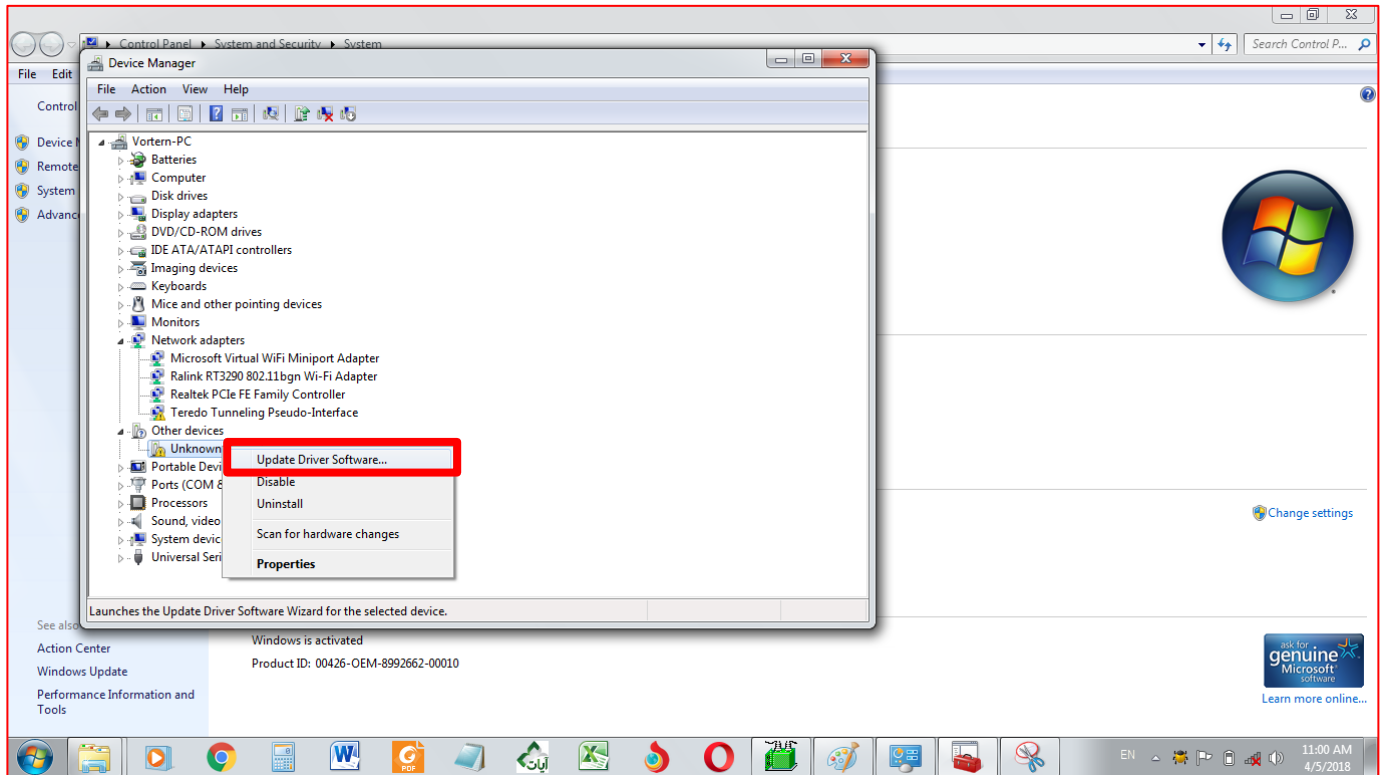 Control Panel ▸ System and Security ▸ System
Search Control P...
Device Manager
File Edit
File Action View Help
Control
Device M
Remote
System
Advanc
Vortern-PC
Batteries
Computer
Disk drives
Display adapters
DVD/CD-ROM drives
IDE ATA/ATAPI controllers
Imaging devices
Keyboards
Mice and other pointing devices
Monitors
Network adapters
Microsoft Virtual WiFi Miniport Adapter
Ralink RT3290 802.11bgn Wi-Fi Adapter
Realtek PCIe FE Family Controller
Teredo Tunneling Pseudo-Interface
Other devices
Unknown
Update Driver Software...
Portable Devi
Disable
Ports (COM &
Processors
Uninstall
Sound, video
Scan for hardware changes
System devic
Universal Seri
Properties
Change settings
Launches the Update Driver Software Wizard for the selected device.
See also
Action Center
Windows Update
Performance Information and
Tools
Windows is activated
Product ID: 00426-OEM-8992662-00010
ask for
genuine
Microsoft
software
Learn more online...
W
G
PDF
آيات
X
EN
11:00 AM
4/5/2018